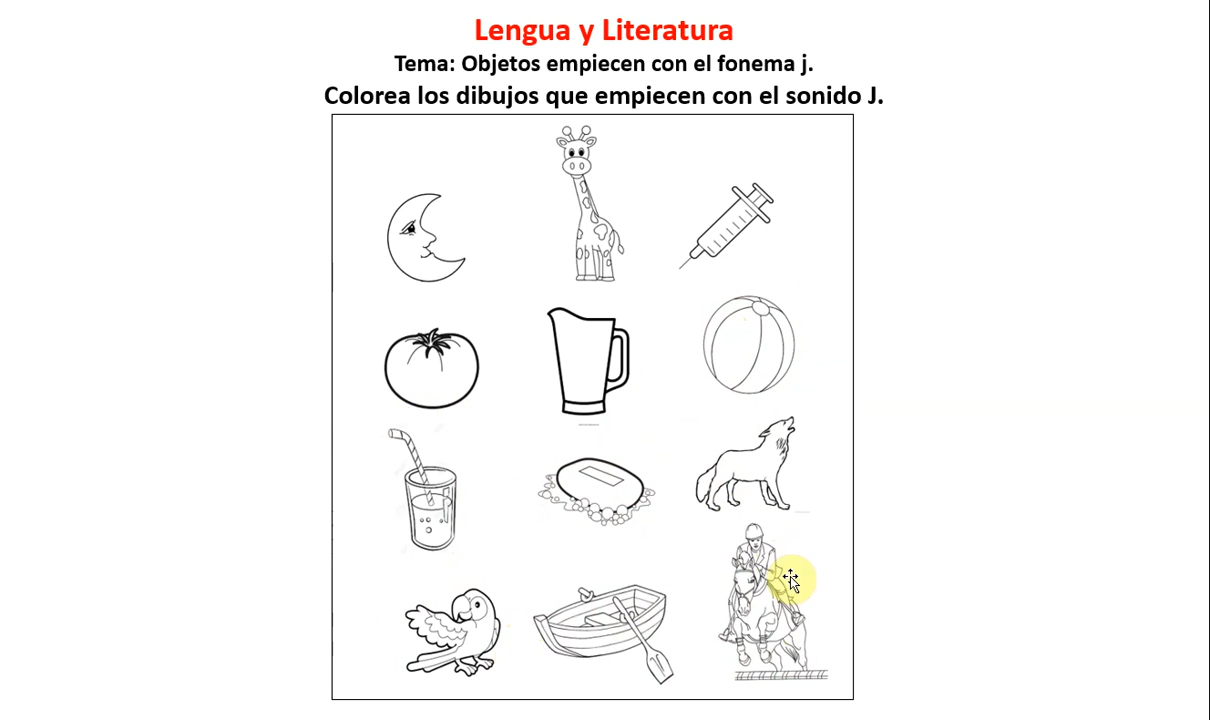 Lengua y Literatura
Tema: Objetos empiecen con el fonema j.
Colorea los dibujos que empiecen con el sonido J.